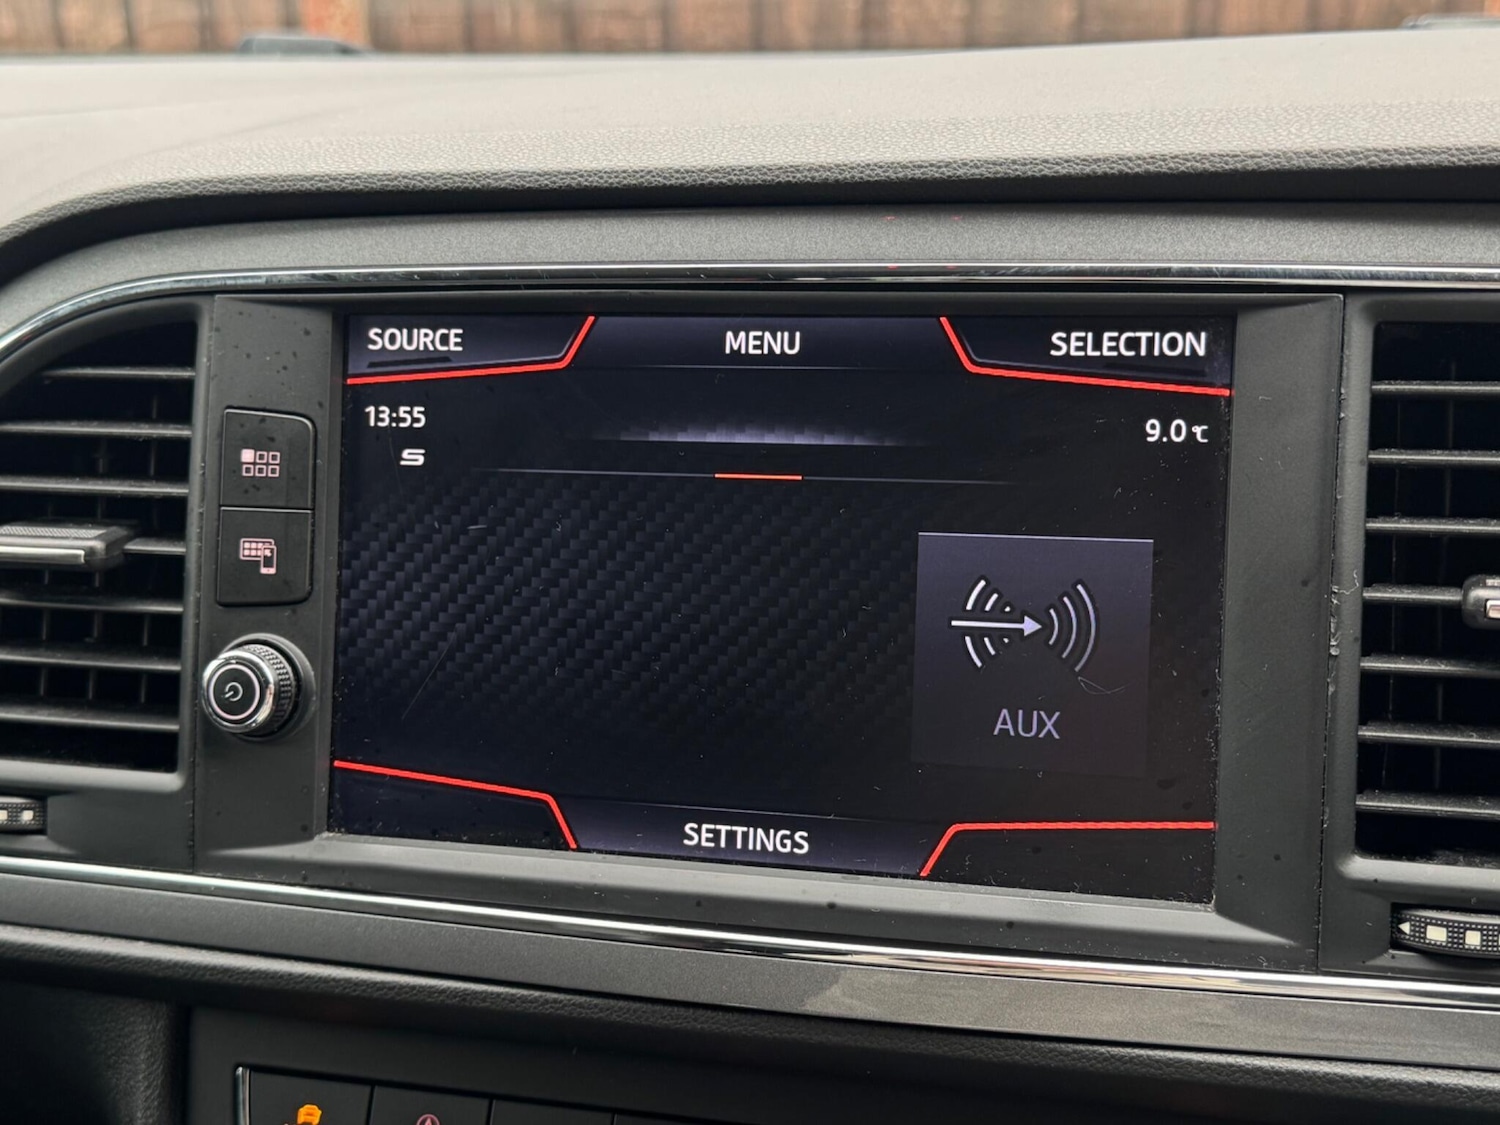 SOURCE MENU SELECTION
13:55 9.0 °C
AUX
SETTINGS